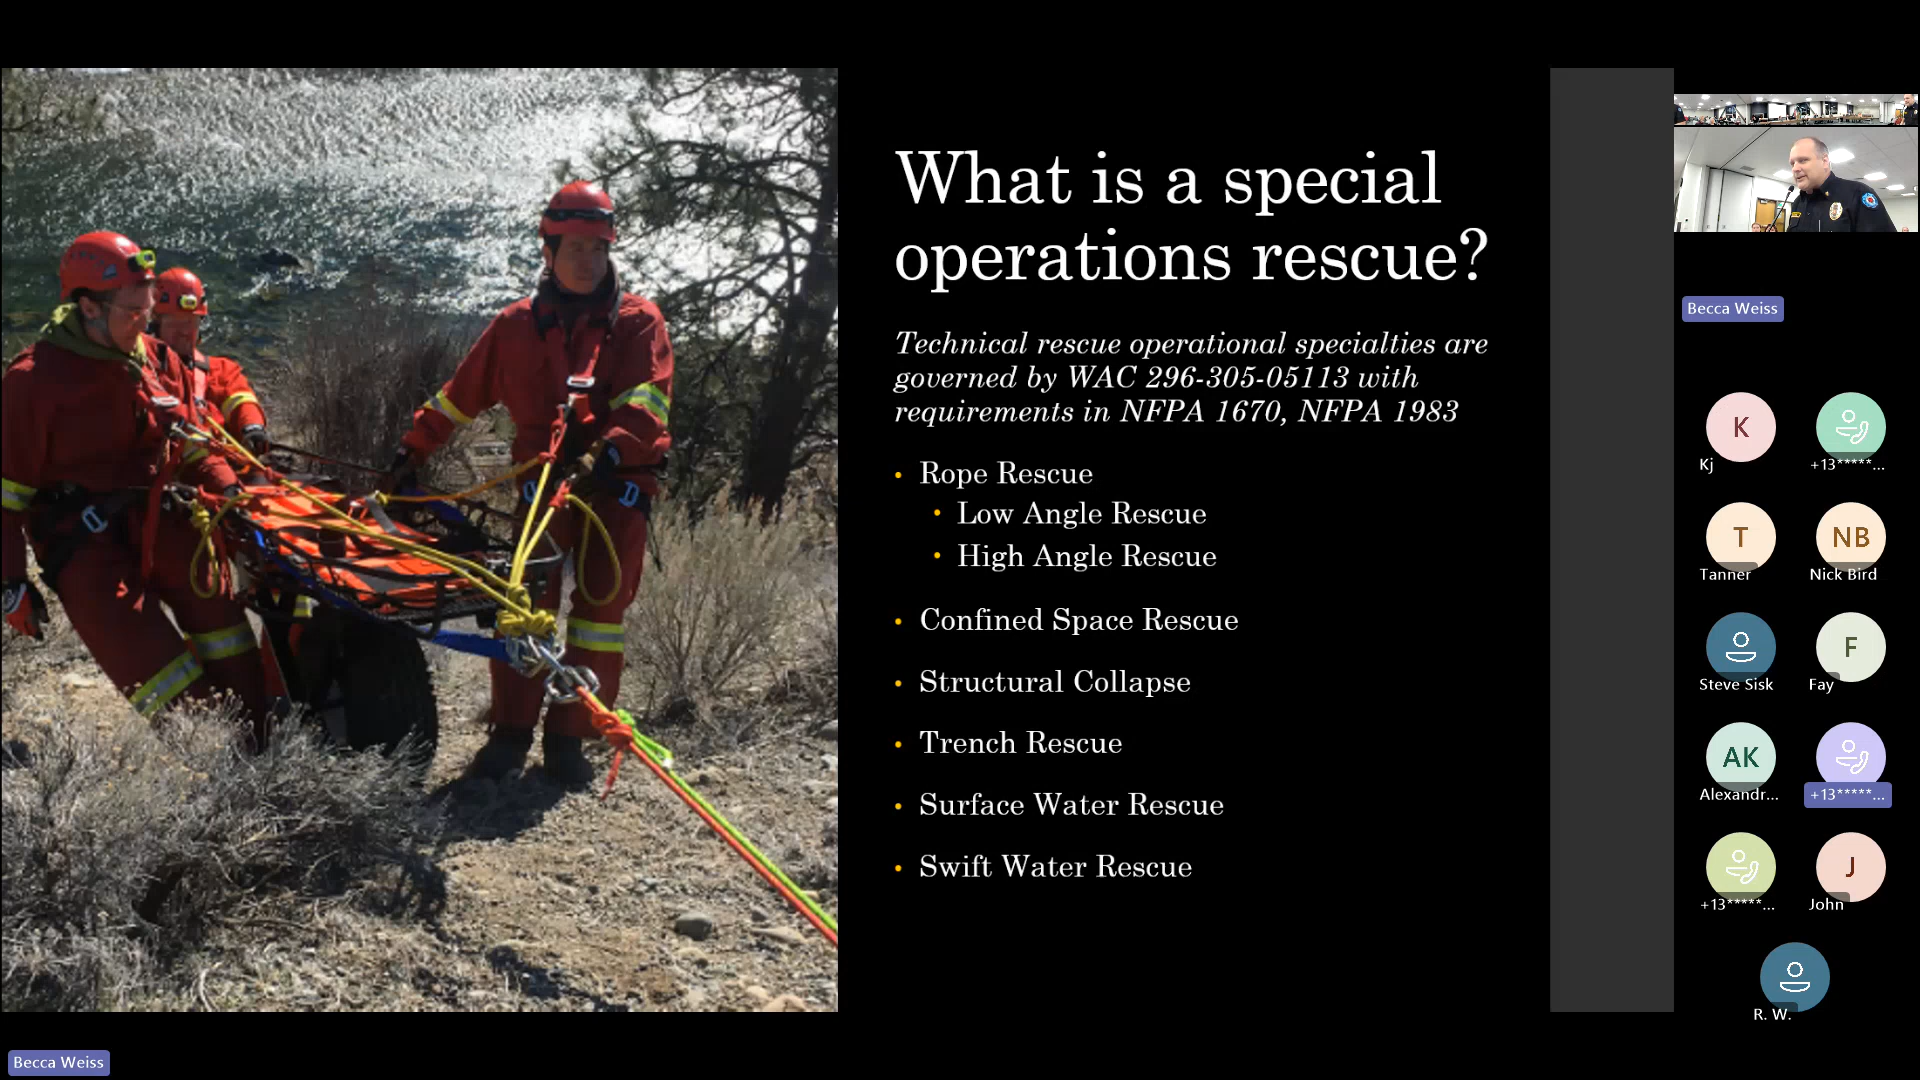 What is a special
operations rescue?
Technical rescue operational specialties are
governed by WAC 296-305-05113 with
requirements in NFPA 1670, NFPA 1983
• Rope Rescue
• Low Angle Rescue
• High Angle Rescue
• Confined Space Rescue
• Structural Collapse
• Trench Rescue
• Surface Water Rescue
• Swift Water Rescue
Becca Weiss
K
Kj
+13*****...
T
Tanner
NB
Nick Bird
Steve Sisk
F
Fay
AK
Alexandr...
+13*****...
+13*****...
J
John
R. W.
Becca Weiss